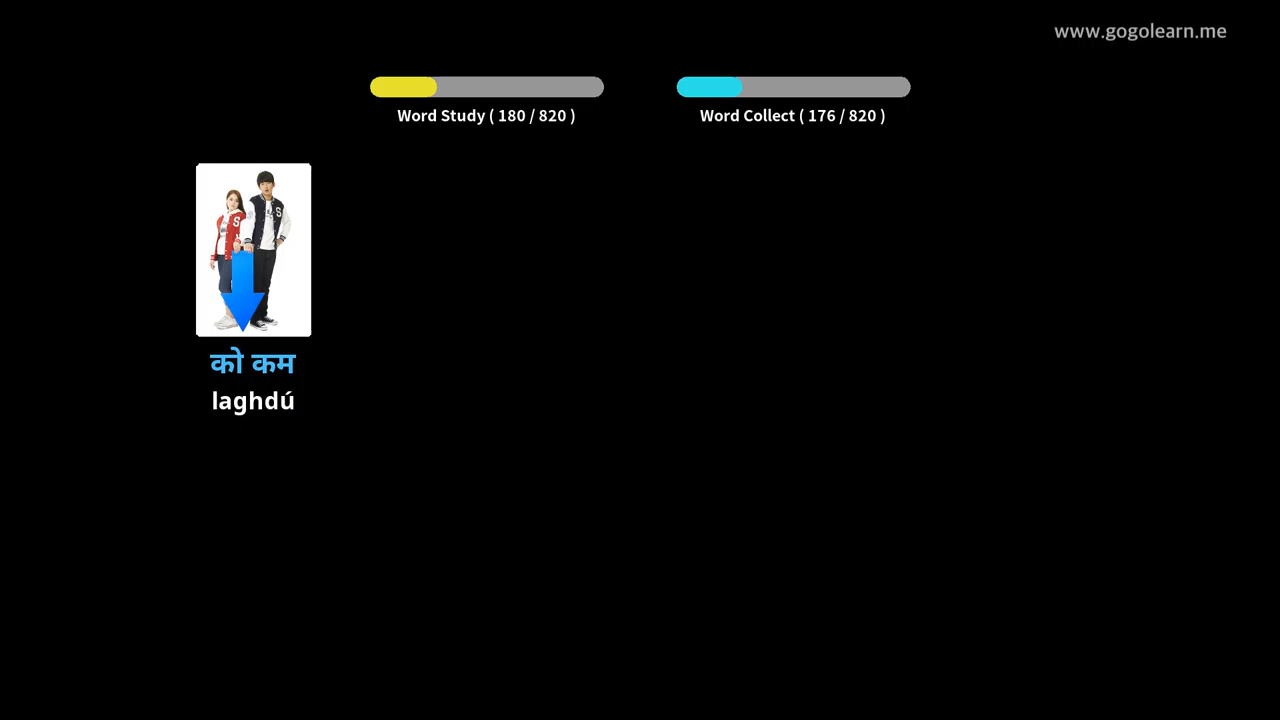 www.gogolearn.me
Word Study ( 180 / 820 )
Word Collect ( 176 / 820 )
S
S
को कम
laghdú